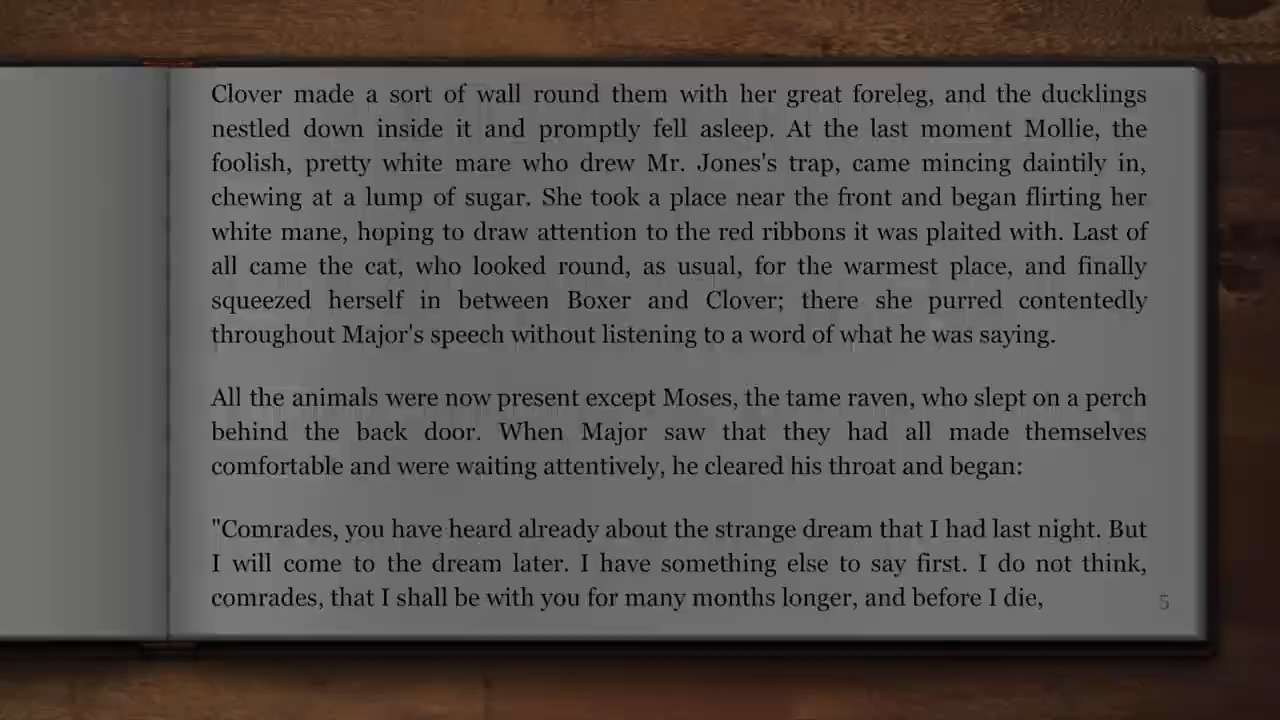 Clover made a sort of wall round them with her great foreleg, and the ducklings
nestled down inside it and promptly fell asleep. At the last moment Mollie, the
foolish, pretty white mare who drew Mr. Jones's trap, came mincing daintily in,
chewing at a lump of sugar. She took a place near the front and began flirting her
white mane, hoping to draw attention to the red ribbons it was plaited with. Last of
all came the cat, who looked round, as usual, for the warmest place, and finally
squeezed herself in between Boxer and Clover; there she purred contentedly
throughout Major's speech without listening to a word of what he was saying.
All the animals were now present except Moses, the tame raven, who slept on a perch
behind the back door. When Major saw that they had all made themselves
comfortable and were waiting attentively, he cleared his throat and began:
"Comrades, you have heard already about the strange dream that I had last night. But
I will come to the dream later. I have something else to say first. I do not think,
comrades, that I shall be with you for many months longer, and before I die,
5